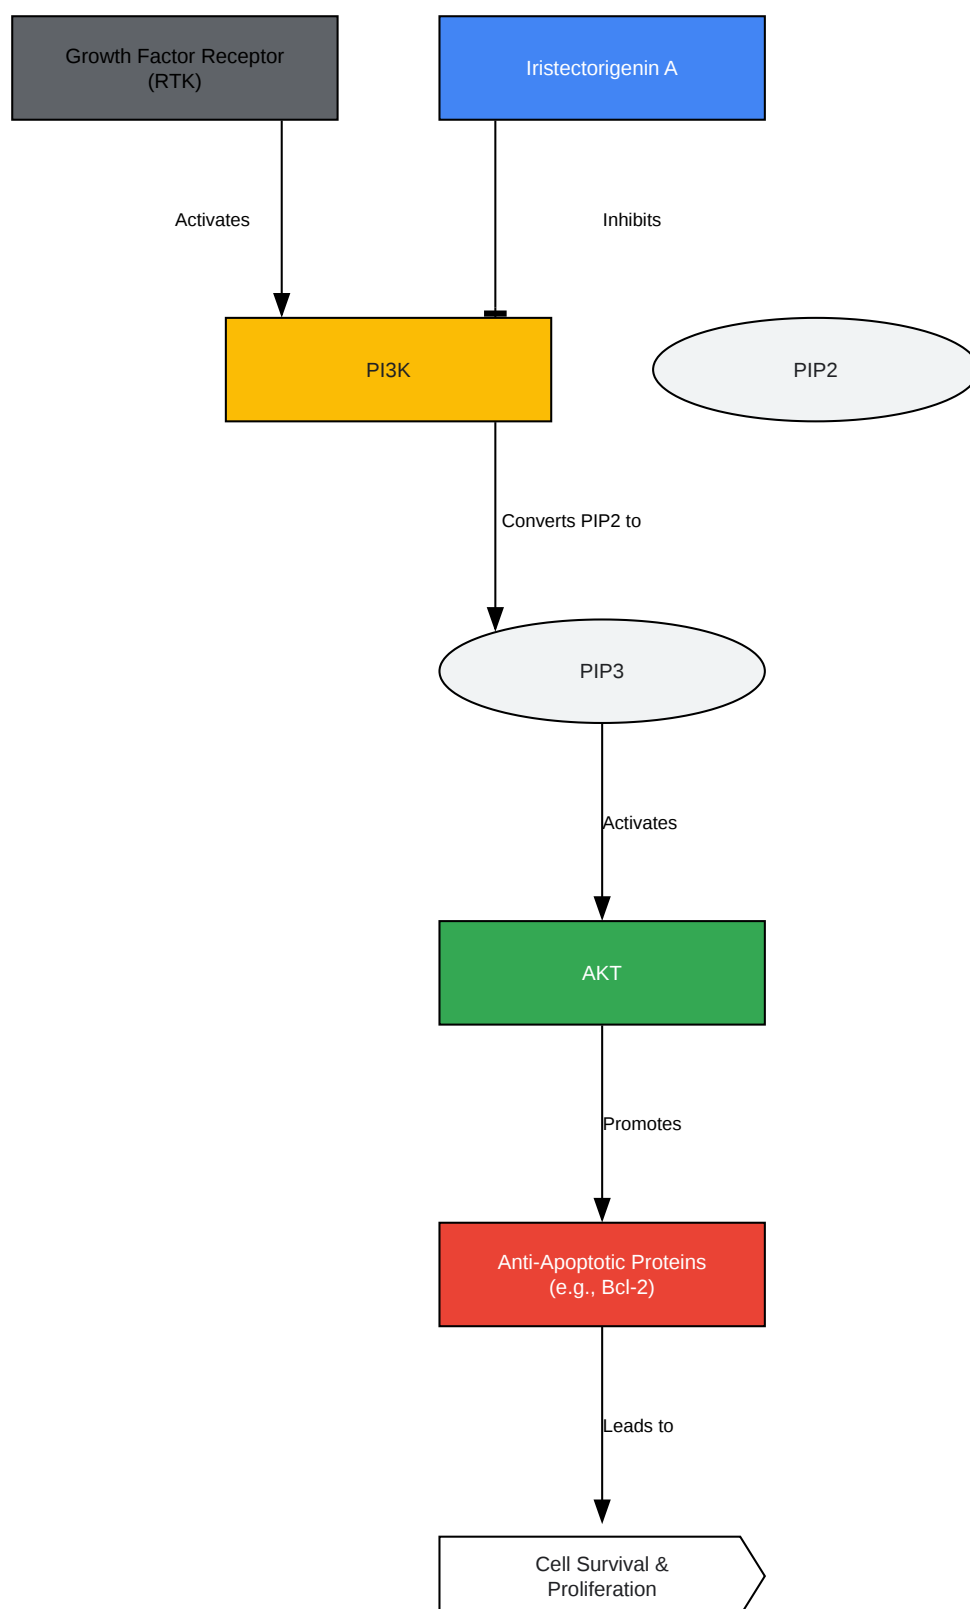 Growth Factor Receptor
(RTK)
Iristectorigenin A
Activates
Inhibits
PI3K
PIP2
Converts PIP2 to
PIP3
Activates
AKT
Promotes
Anti-Apoptotic Proteins
(e.g., Bcl-2)
Leads to
Cell Survival &
Proliferation